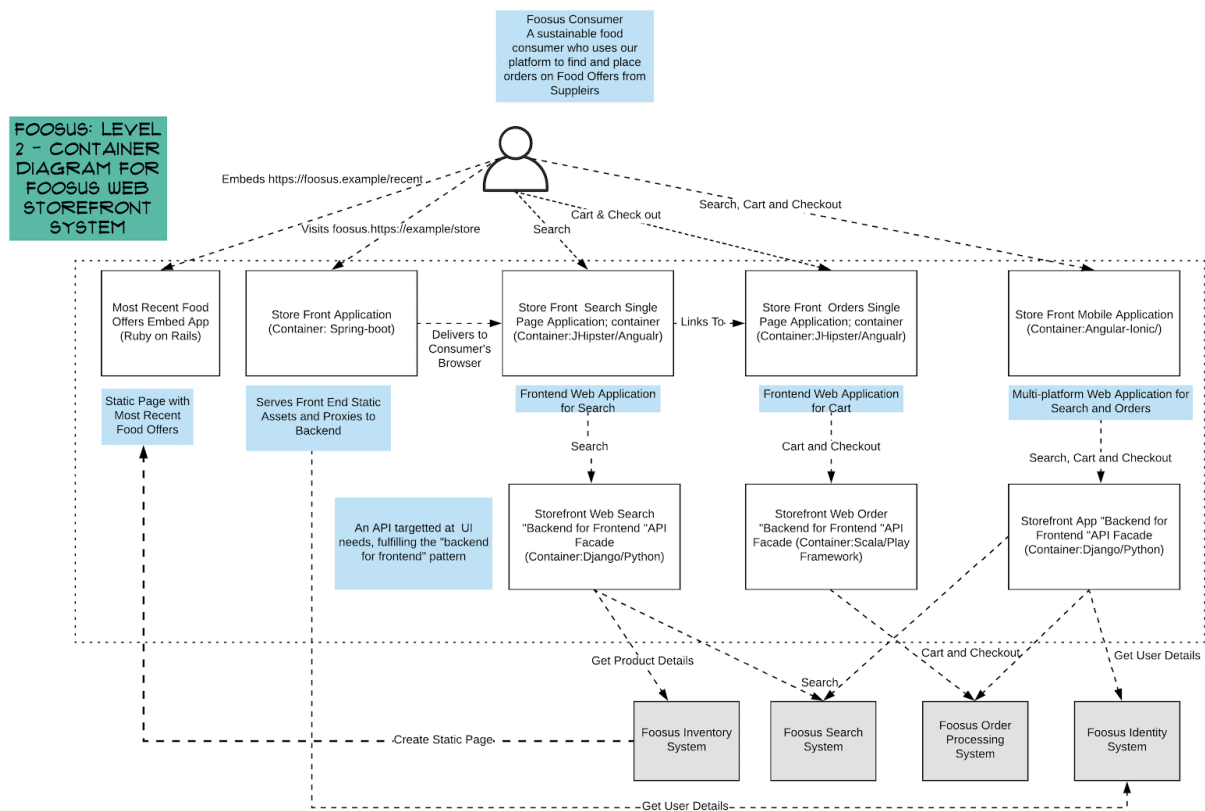 Foosus Consumer
A sustainable food
consumer who uses our
platform to find and place
orders on Food Offers from
Suppleirs
FOOSUS: LEVEL
2 - CONTAINER
DIAGRAM FOR
FOOSUS WEB
STOREFRONT
SYSTEM
Embeds https://foosus.example/recent
Visits foosus.https://example/store
Search
Cart & Check out
Search, Cart and Checkout
Most Recent Food
Offers Embed App
(Ruby on Rails)
Store Front Application
(Container: Spring-boot)
Delivers to
Consumer's
Browser
Store Front  Search Single
Page Application; container
(Container:JHipster/Angualr)
Links To
Store Front  Orders Single
Page Application; container
(Container:JHipster/Angualr)
Store Front Mobile Application
(Container:Angular-Ionic/)
Static Page with
Most Recent
Food Offers
Serves Front End Static
Assets and Proxies to
Backend
Frontend Web Application
for Search
Frontend Web Application
for Cart
Multi-platform Web Application for
Search and Orders
Search
Cart and Checkout
Search, Cart and Checkout
An API targetted at  UI
needs, fulfilling the "backend
for frontend" pattern
Storefront Web Search
"Backend for Frontend "API
Facade
(Container:Django/Python)
Storefront Web Order
"Backend for Frontend "API
Facade (Container:Scala/Play
Framework)
Storefront App "Backend for
Frontend "API Facade
(Container:Django/Python)
Get Product Details
Search
Cart and Checkout
Get User Details
Foosus Inventory
System
Foosus Search
System
Foosus Order
Processing
System
Foosus Identity
System
Create Static Page
Get User Details